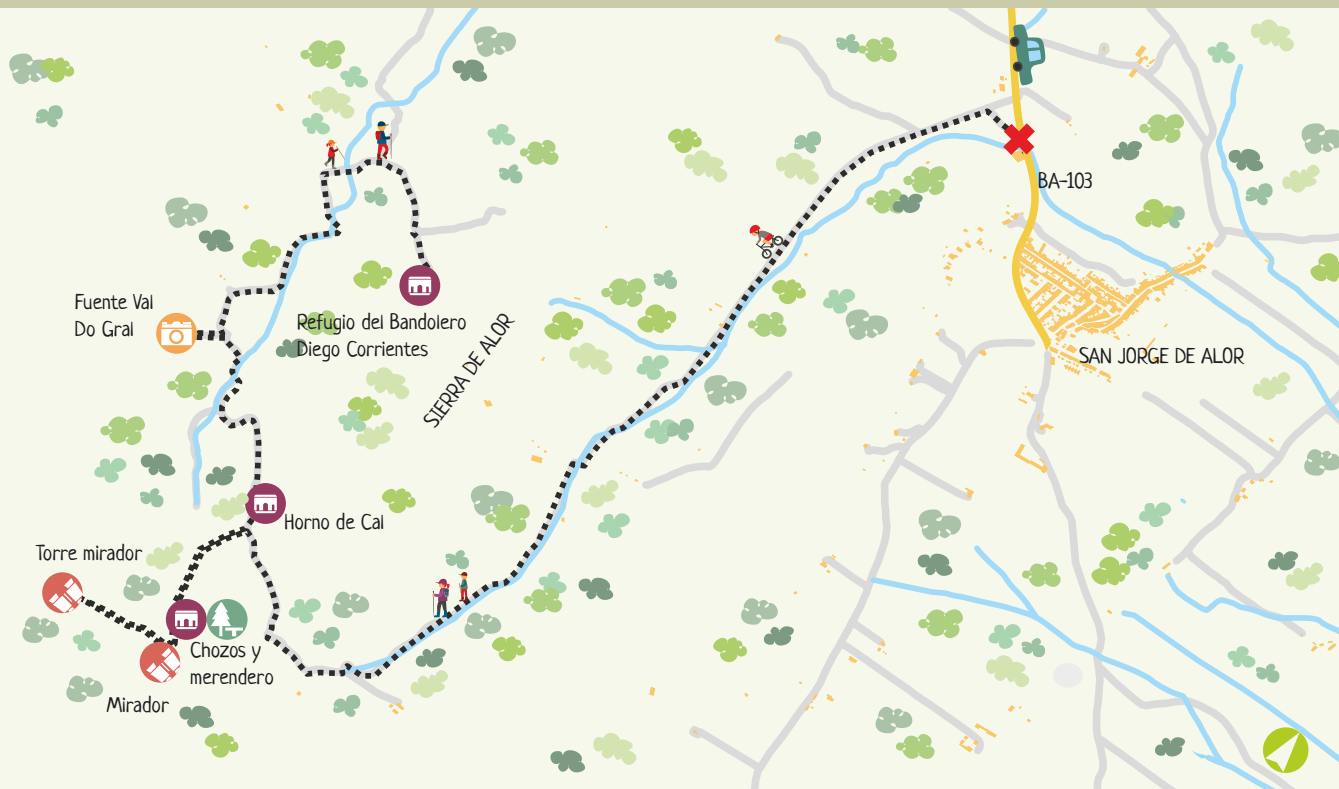 BA-103
Fuente Val
Do Gral
Refugio del Bandolero
Diego Corrientes
SIERRA DE ALOR
SAN JORGE DE ALOR
Horno de Cal
Torre mirador
Chozos y
merendero
Mirador